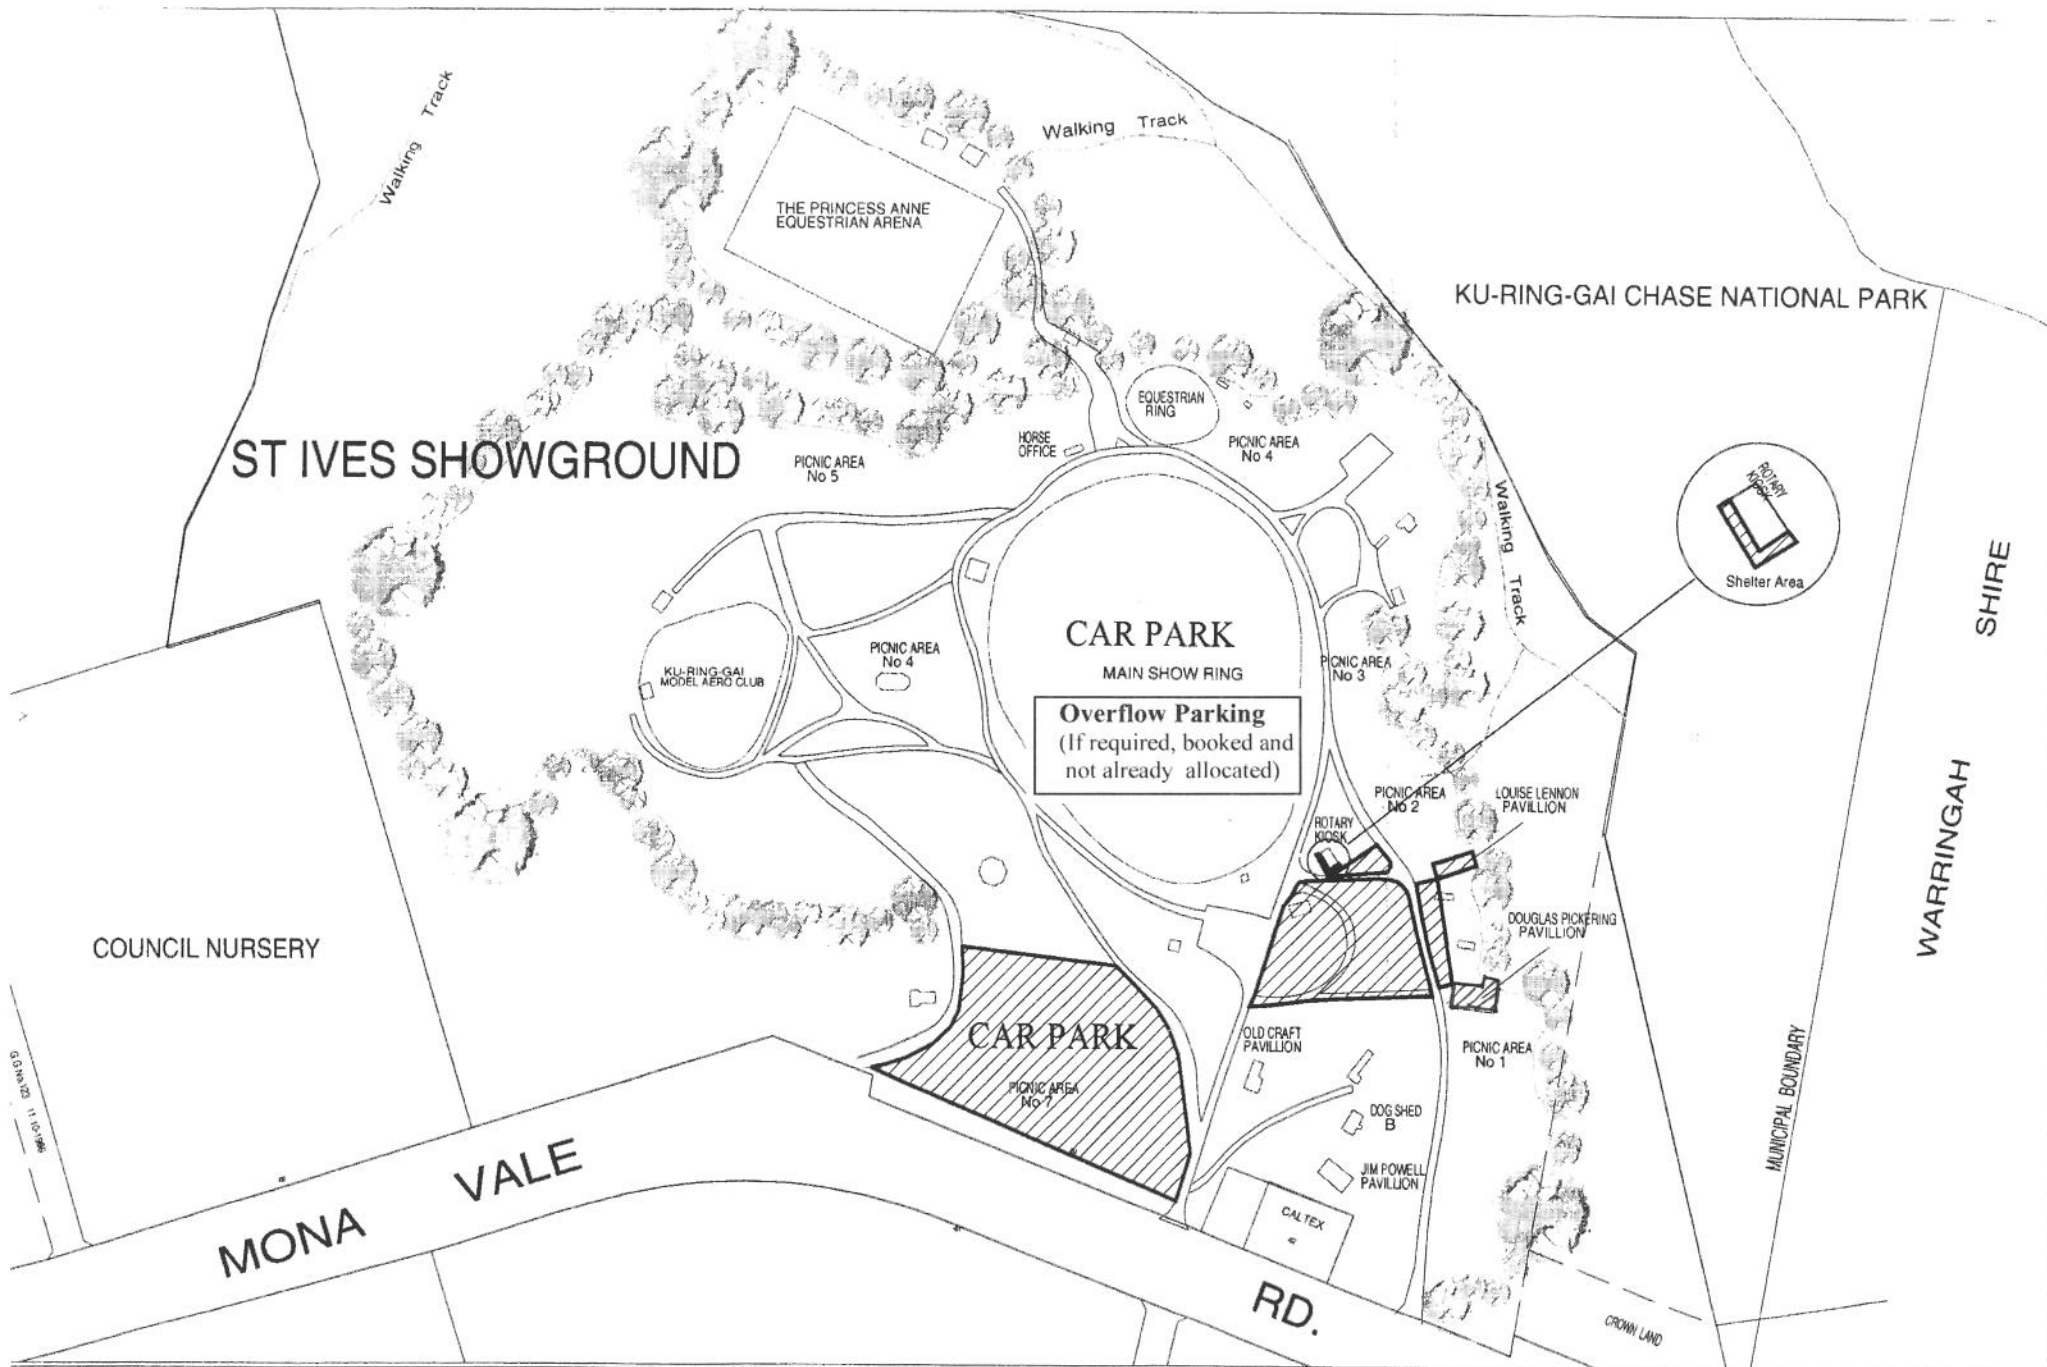 Walking Track
Walking Track
THE PRINCESS ANNE
EQUESTRIAN ARENA
KU-RING-GAI CHASE NATIONAL PARK
EQUESTRIAN
RING
HORSE
OFFICE
PICNIC AREA
No 4
ST IVES SHOWGROUND
PICNIC AREA
No 5
ROTARY
KIOSK
Shelter Area
Walking Track
WARRINGAH SHIRE
CAR PARK
MAIN SHOW RING
Overflow Parking
(If required, booked and
not already allocated)
PICNIC AREA
No 4
KU-RING-GAI
MODEL AERO CLUB
PICNIC AREA
No 3
PICNIC AREA
No 2
LOUISE LENNON
PAVILLION
ROTARY
KIOSK
DOUGLAS PICKERING
PAVILLION
COUNCIL NURSERY
CAR PARK
PICNIC AREA
No 7
OLD CRAFT
PAVILLION
PICNIC AREA
No 1
DOG SHED
B
JIM POWELL
PAVILLION
CALTEX
MUNICIPAL BOUNDARY
MONA VALE RD.
CROWN LAND